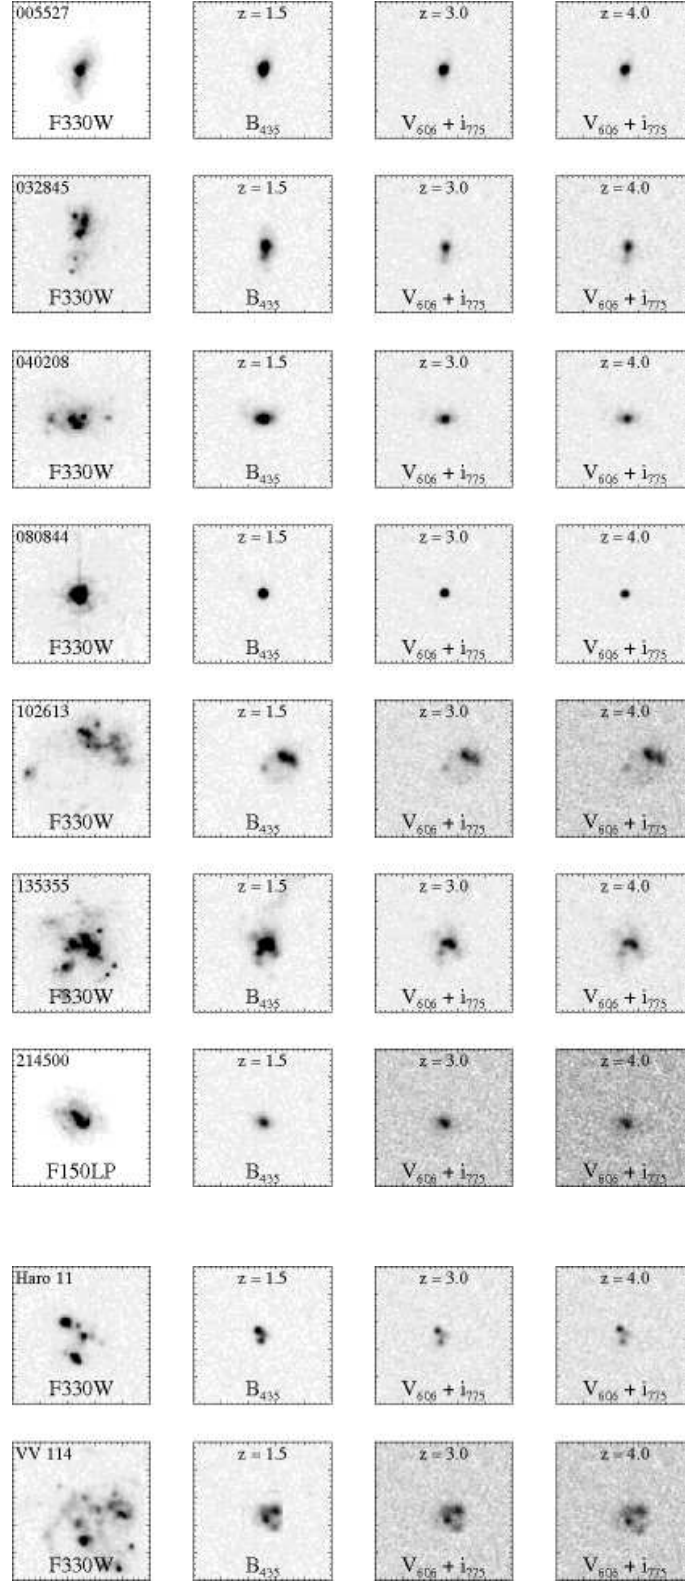 005527 z = 1.5 z = 3.0 z = 4.0
F330W B₄₃₅ V₆₀₆ + i₇₇₅ V₆₀₆ + i₇₇₅
032845 z = 1.5 z = 3.0 z = 4.0
F330W B₄₃₅ V₆₀₆ + i₇₇₅ V₆₀₆ + i₇₇₅
040208 z = 1.5 z = 3.0 z = 4.0
F330W B₄₃₅ V₆₀₆ + i₇₇₅ V₆₀₆ + i₇₇₅
080844 z = 1.5 z = 3.0 z = 4.0
F330W B₄₃₅ V₆₀₆ + i₇₇₅ V₆₀₆ + i₇₇₅
102613 z = 1.5 z = 3.0 z = 4.0
F330W B₄₃₅ V₆₀₆ + i₇₇₅ V₆₀₆ + i₇₇₅
135355 z = 1.5 z = 3.0 z = 4.0
F330W B₄₃₅ V₆₀₆ + i₇₇₅ V₆₀₆ + i₇₇₅
214500 z = 1.5 z = 3.0 z = 4.0
F150LP B₄₃₅ V₆₀₆ + i₇₇₅ V₆₀₆ + i₇₇₅
Haro 11 z = 1.5 z = 3.0 z = 4.0
F330W B₄₃₅ V₆₀₆ + i₇₇₅ V₆₀₆ + i₇₇₅
VV 114 z = 1.5 z = 3.0 z = 4.0
F330W B₄₃₅ V₆₀₆ + i₇₇₅ V₆₀₆ + i₇₇₅